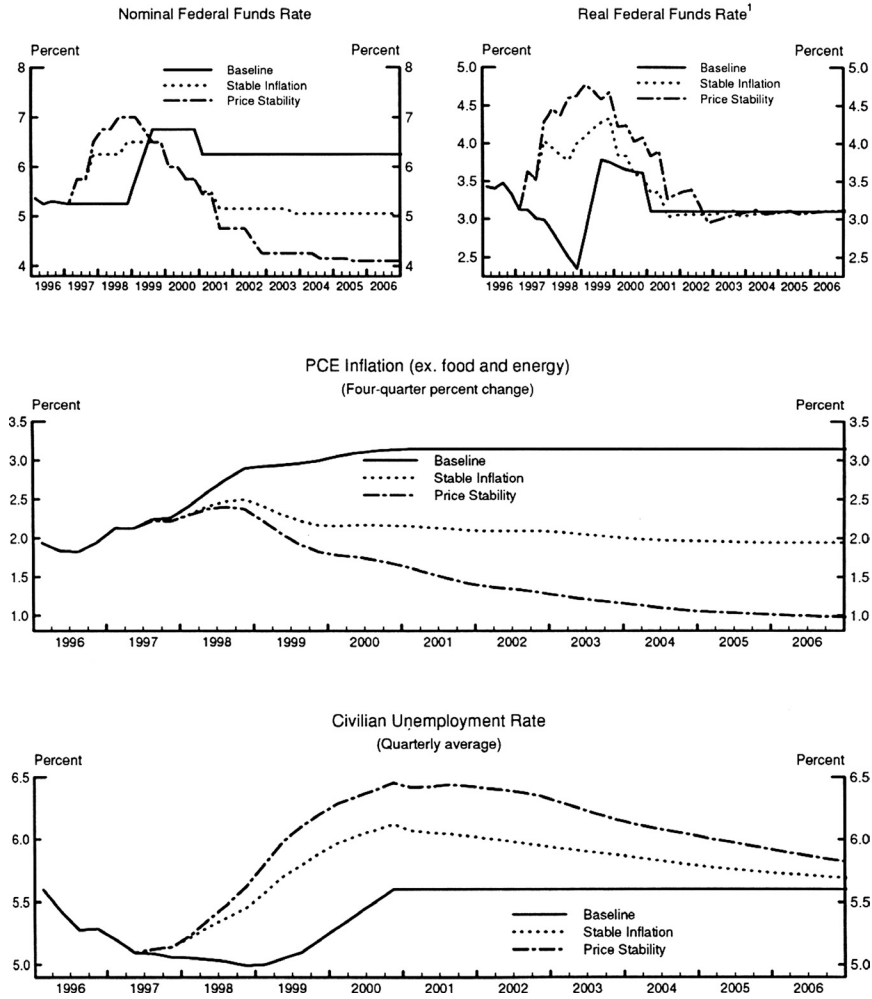 Nominal Federal Funds Rate
Percent Percent
8 8
Baseline
Stable Inflation
Price Stability
7 7
6 6
5 5
4 4
1996 1997 1998 1999 2000 2001 2002 2003 2004 2005 2006
Real Federal Funds Rate¹
Percent Percent
5.0 5.0
Baseline
Stable Inflation
Price Stability
4.5 4.5
4.0 4.0
3.5 3.5
3.0 3.0
2.5 2.5
1996 1997 1998 1999 2000 2001 2002 2003 2004 2005 2006
PCE Inflation (ex. food and energy)
(Four-quarter percent change)
Percent Percent
3.5 3.5
3.0 3.0
Baseline
Stable Inflation
Price Stability
2.5 2.5
2.0 2.0
1.5 1.5
1.0 1.0
1996 1997 1998 1999 2000 2001 2002 2003 2004 2005 2006
Civilian Unemployment Rate
(Quarterly average)
Percent Percent
6.5 6.5
6.0 6.0
5.5 5.5
Baseline
Stable Inflation
Price Stability
5.0 5.0
1996 1997 1998 1999 2000 2001 2002 2003 2004 2005 2006